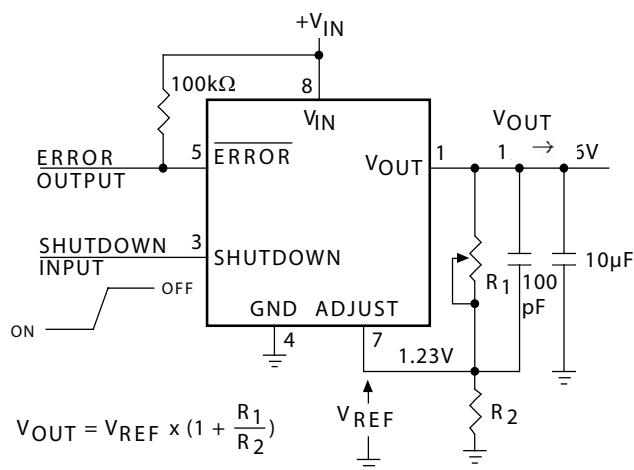 +VIN
100kΩ
8
VIN
ERROR
OUTPUT
5
ERROR
VOUT
1
VOUT
1 → 6V
SHUTDOWN
INPUT
3
SHUTDOWN
OFF
ON
GND
ADJUST
4
7
1.23V
R1
100
pF
10µF
VREF
R2
VOUT = VREF x (1 + R1/R2)